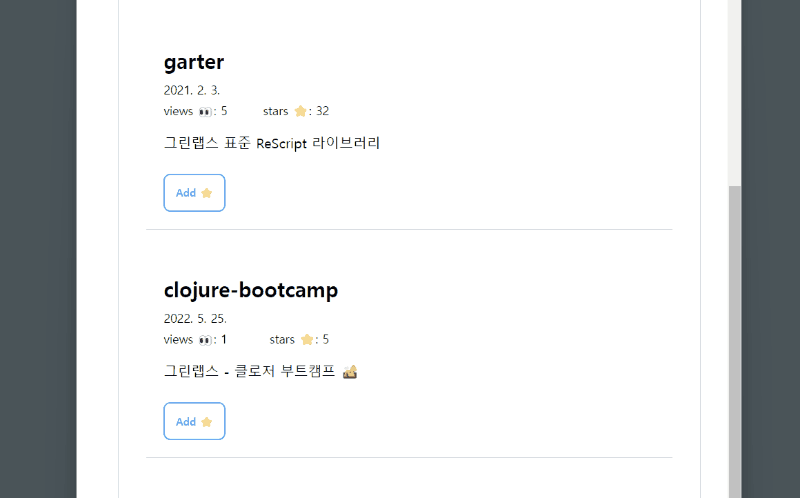 garter
2021. 2. 3.
views 👀: 5 stars ⭐: 32
그린랩스 표준 ReScript 라이브러리
Add ⭐
clojure-bootcamp
2022. 5. 25.
views 👀: 1 stars ⭐: 5
그린랩스 - 클로저 부트캠프 🏕️
Add ⭐